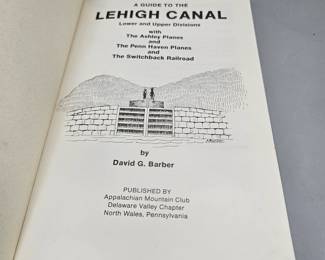 A GUIDE TO THE
LEHIGH CANAL
Lower and Upper Divisions
with
The Ashley Planes
and
The Penn Haven Planes
and
The Switchback Railroad
by
David G. Barber
PUBLISHED BY
Appalachian Mountain Club
Delaware Valley Chapter
North Wales, Pennsylvania